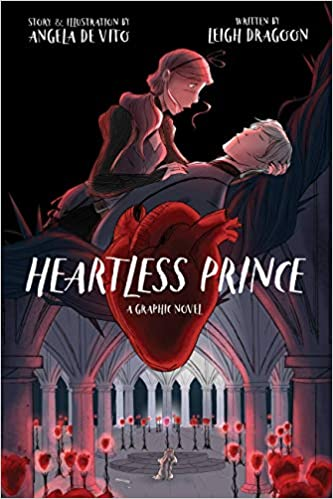 STORY & ILLUSTRATION BY
ANGELA DE VITO
WRITTEN BY
LEIGH DRAGOON
HEARTLESS PRINCE
A GRAPHIC NOVEL